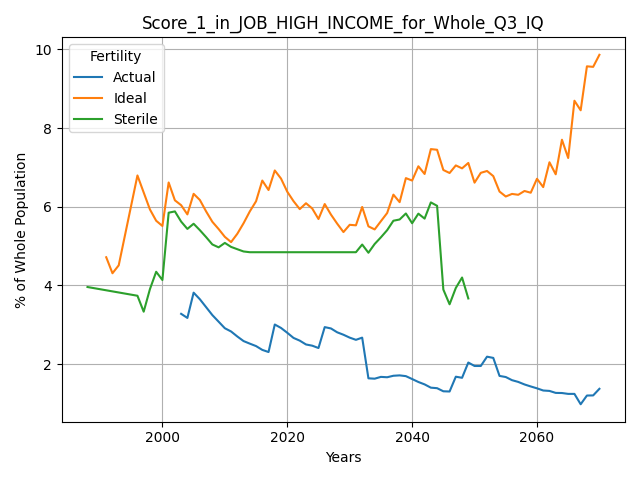 Score_1_in_JOB_HIGH_INCOME_for_Whole_Q3_IQ
Fertility
Actual
Ideal
Sterile
% of Whole Population
10
8
6
4
2
2000 2020 2040 2060
Years